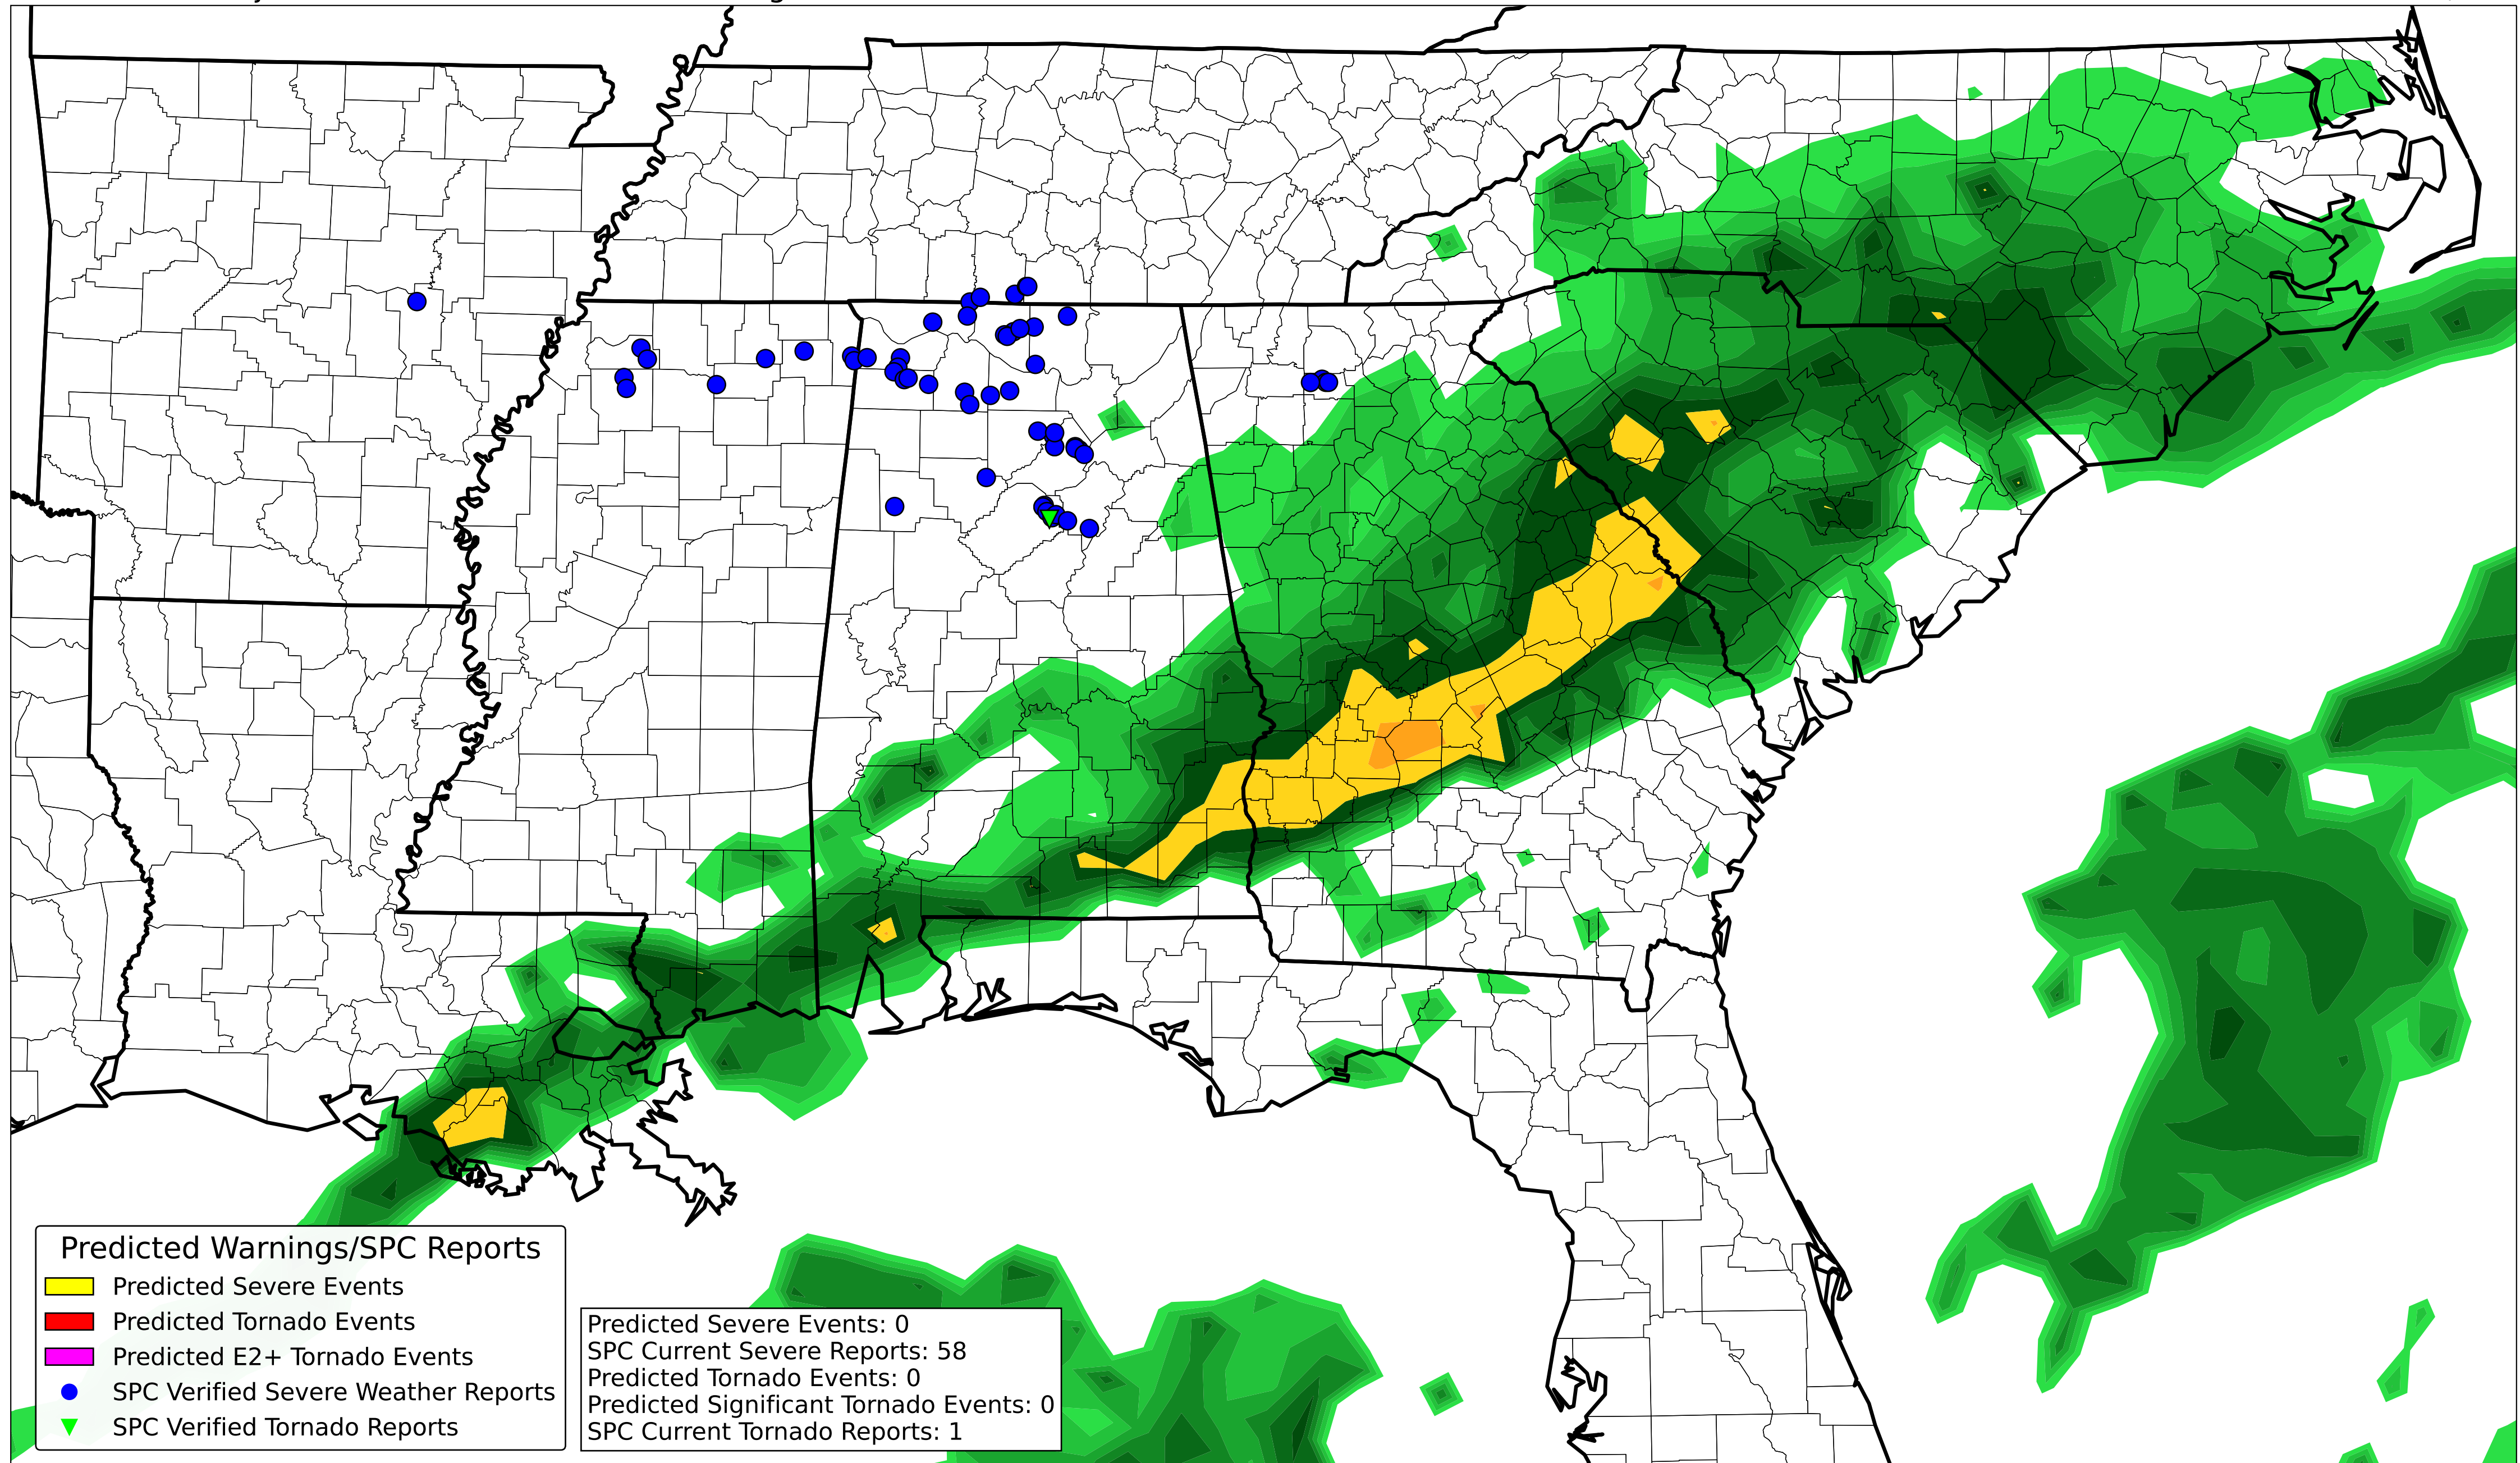 Predicted Warnings/SPC Reports
Predicted Severe Events
Predicted Tornado Events
Predicted E2+ Tornado Events
SPC Verified Severe Weather Reports
SPC Verified Tornado Reports
Predicted Severe Events: 0
SPC Current Severe Reports: 58
Predicted Tornado Events: 0
Predicted Significant Tornado Events: 0
SPC Current Tornado Reports: 1